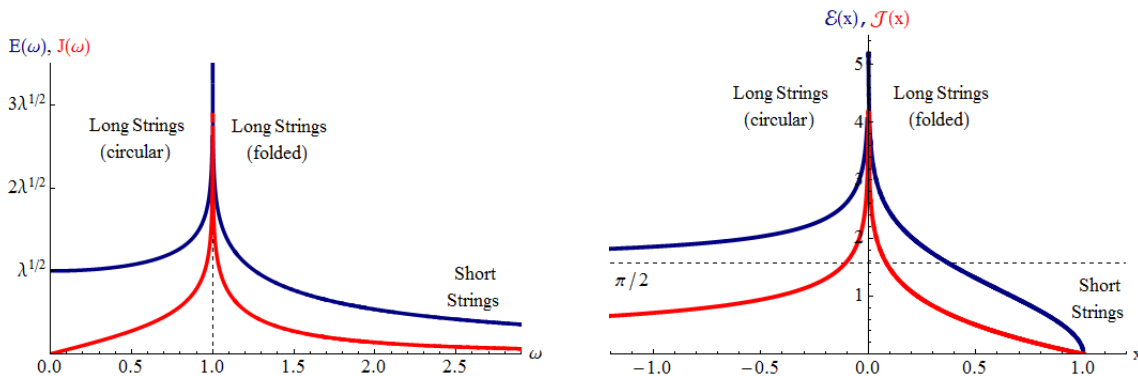 E(ω), J(ω)
3λ^{1/2}
2λ^{1/2}
λ^{1/2}
Long Strings
(circular)
Long Strings
(folded)
Short
Strings
0.0 0.5 1.0 1.5 2.0 2.5 ω
ℰ(x), 𝒥(x)
5
4
3
2
1
Long Strings
(circular)
Long Strings
(folded)
π/2
Short
Strings
−1.0 −0.5 0.0 0.5 1.0 x